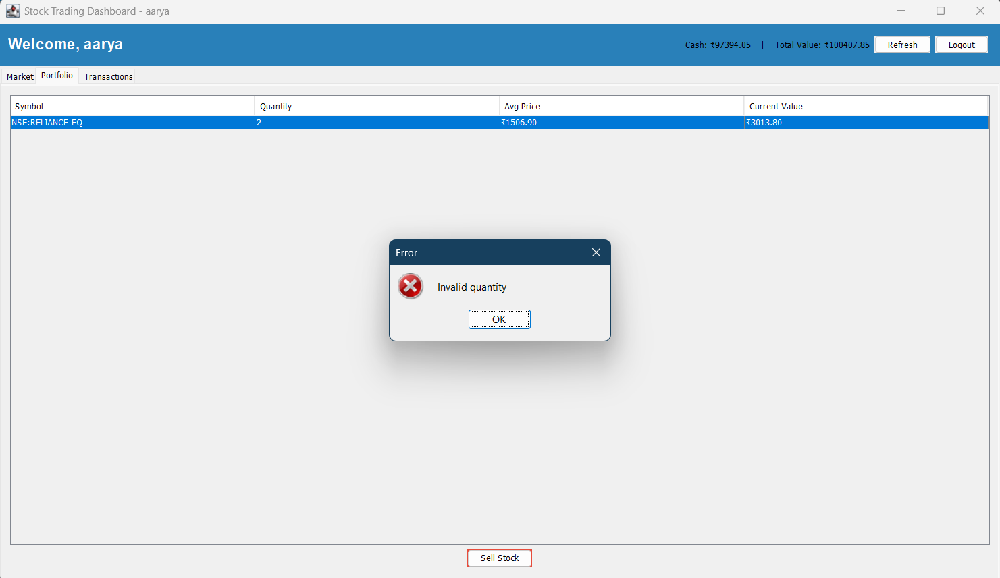 Stock Trading Dashboard - aarya
Welcome, aarya
Cash: ₹97394.05 | Total Value: ₹100407.85 Refresh Logout
Market Portfolio Transactions
Symbol Quantity Avg Price Current Value
NSE:RELIANCE-EQ 2 ₹1506.90 ₹3013.80
Error
Invalid quantity
OK
Sell Stock